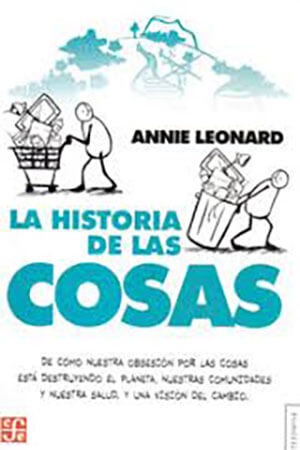 ANNIE LEONARD
LA HISTORIA
DE LAS
COSAS
DE CÓMO NUESTRA OBSESIÓN POR LAS COSAS
ESTÁ DESTRUYENDO EL PLANETA, NUESTRAS COMUNIDADES
Y NUESTRA SALUD, Y UNA VISIÓN DEL CAMBIO.